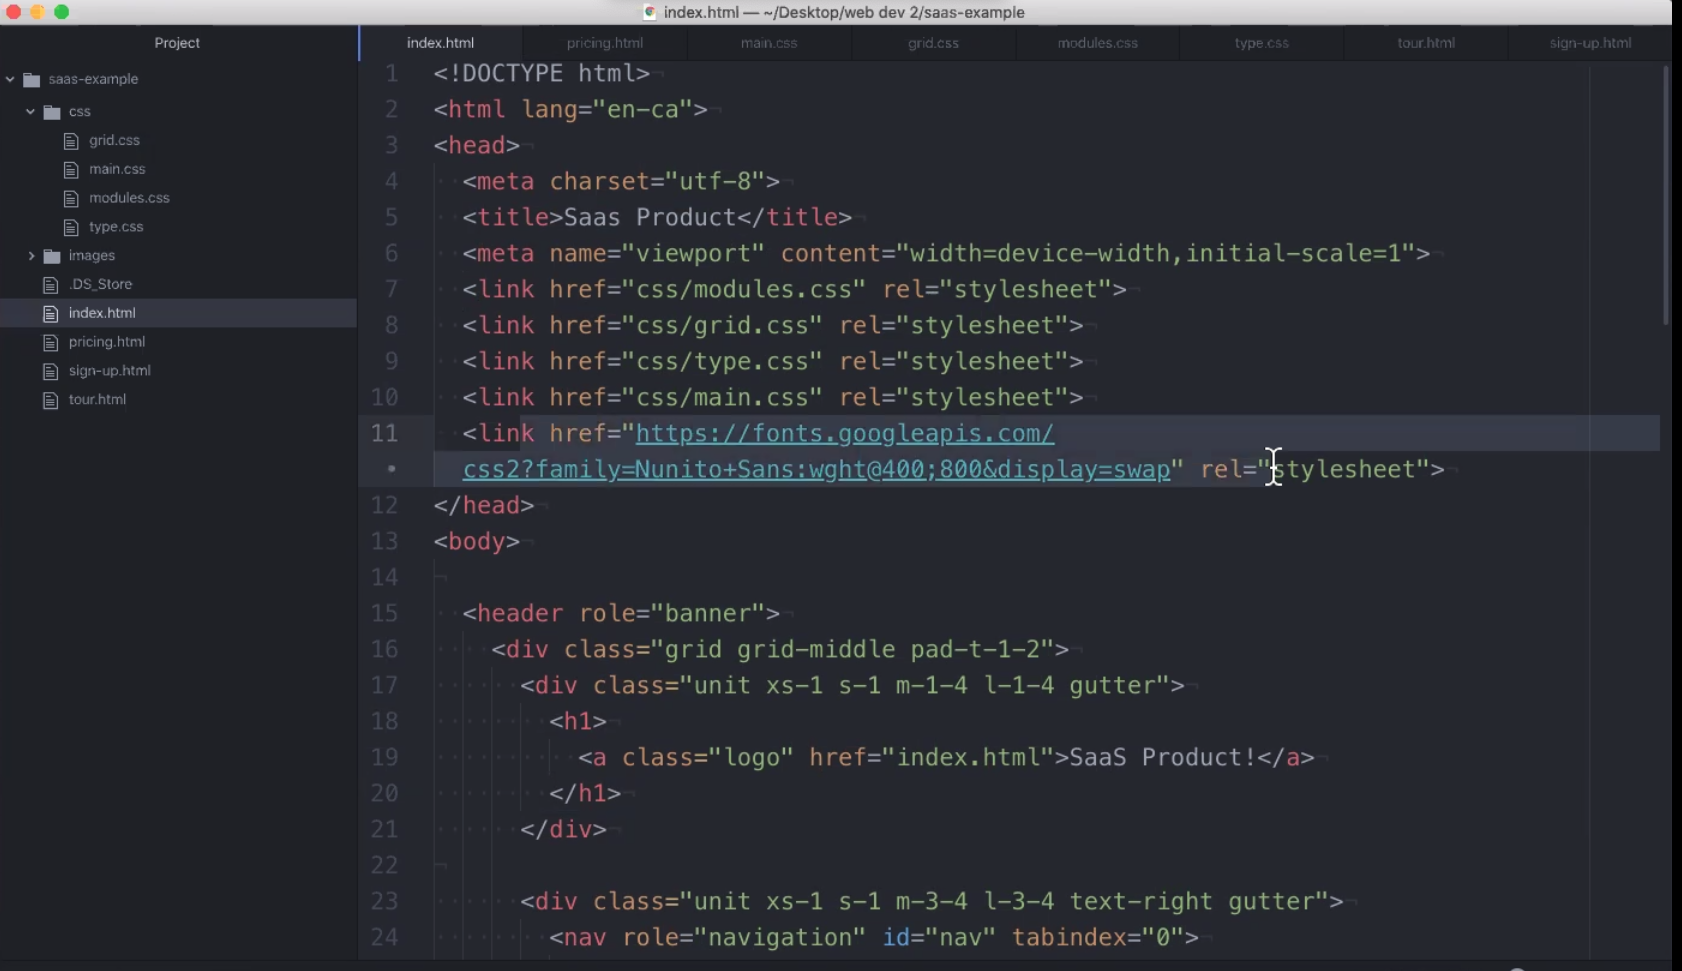 index.html — ~/Desktop/web dev 2/saas-example
Project
index.html
pricing.html
main.css
grid.css
modules.css
type.css
tour.html
sign-up.html
saas-example
css
grid.css
main.css
modules.css
type.css
images
.DS_Store
index.html
pricing.html
sign-up.html
tour.html
1 <!DOCTYPE html>
2 <html lang="en-ca">
3 <head>
4 <meta charset="utf-8">
5 <title>Saas Product</title>
6 <meta name="viewport" content="width=device-width,initial-scale=1">
7 <link href="css/modules.css" rel="stylesheet">
8 <link href="css/grid.css" rel="stylesheet">
9 <link href="css/type.css" rel="stylesheet">
10 <link href="css/main.css" rel="stylesheet">
11 <link href="https://fonts.googleapis.com/
• css2?family=Nunito+Sans:wght@400;800&display=swap" rel="stylesheet">
12 </head>
13 <body>
14
15 <header role="banner">
16 <div class="grid grid-middle pad-t-1-2">
17 <div class="unit xs-1 s-1 m-1-4 l-1-4 gutter">
18 <h1>
19 <a class="logo" href="index.html">SaaS Product!</a>
20 </h1>
21 </div>
22
23 <div class="unit xs-1 s-1 m-3-4 l-3-4 text-right gutter">
24 <nav role="navigation" id="nav" tabindex="0">